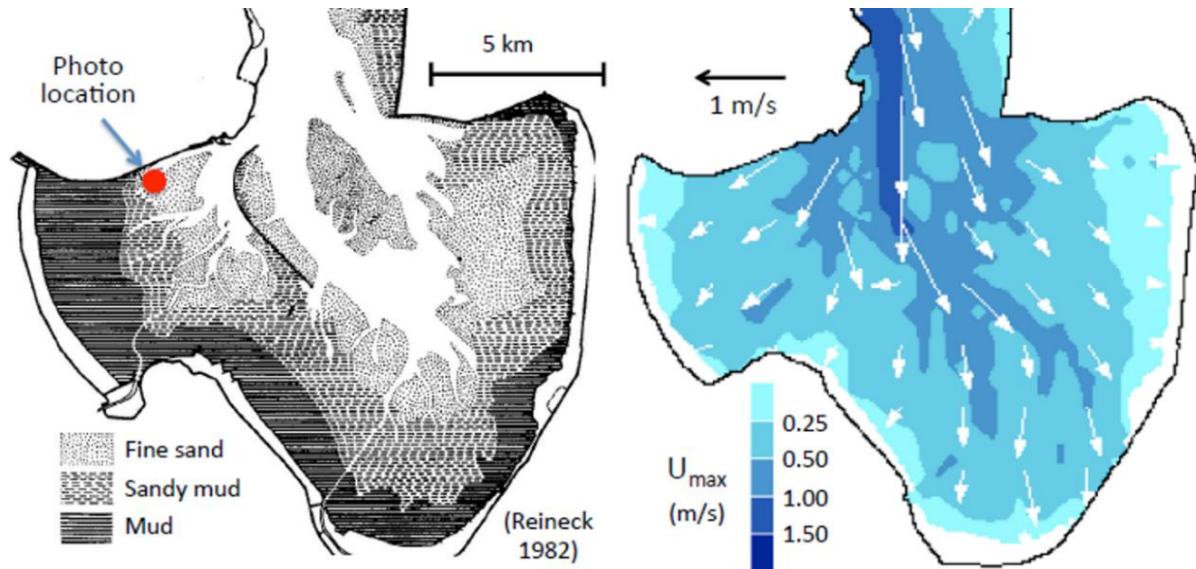 Photo
location
5 km
Fine sand
Sandy mud
Mud
(Reineck
1982)
1 m/s
U_max
(m/s)
0.25
0.50
1.00
1.50